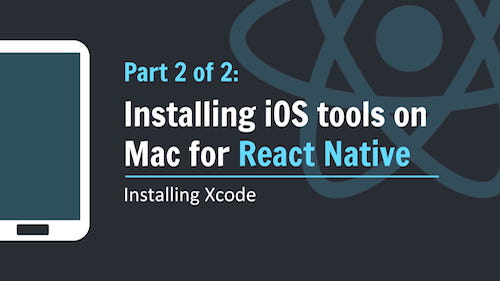 Part 2 of 2:
Installing iOS tools on
Mac for React Native
Installing Xcode